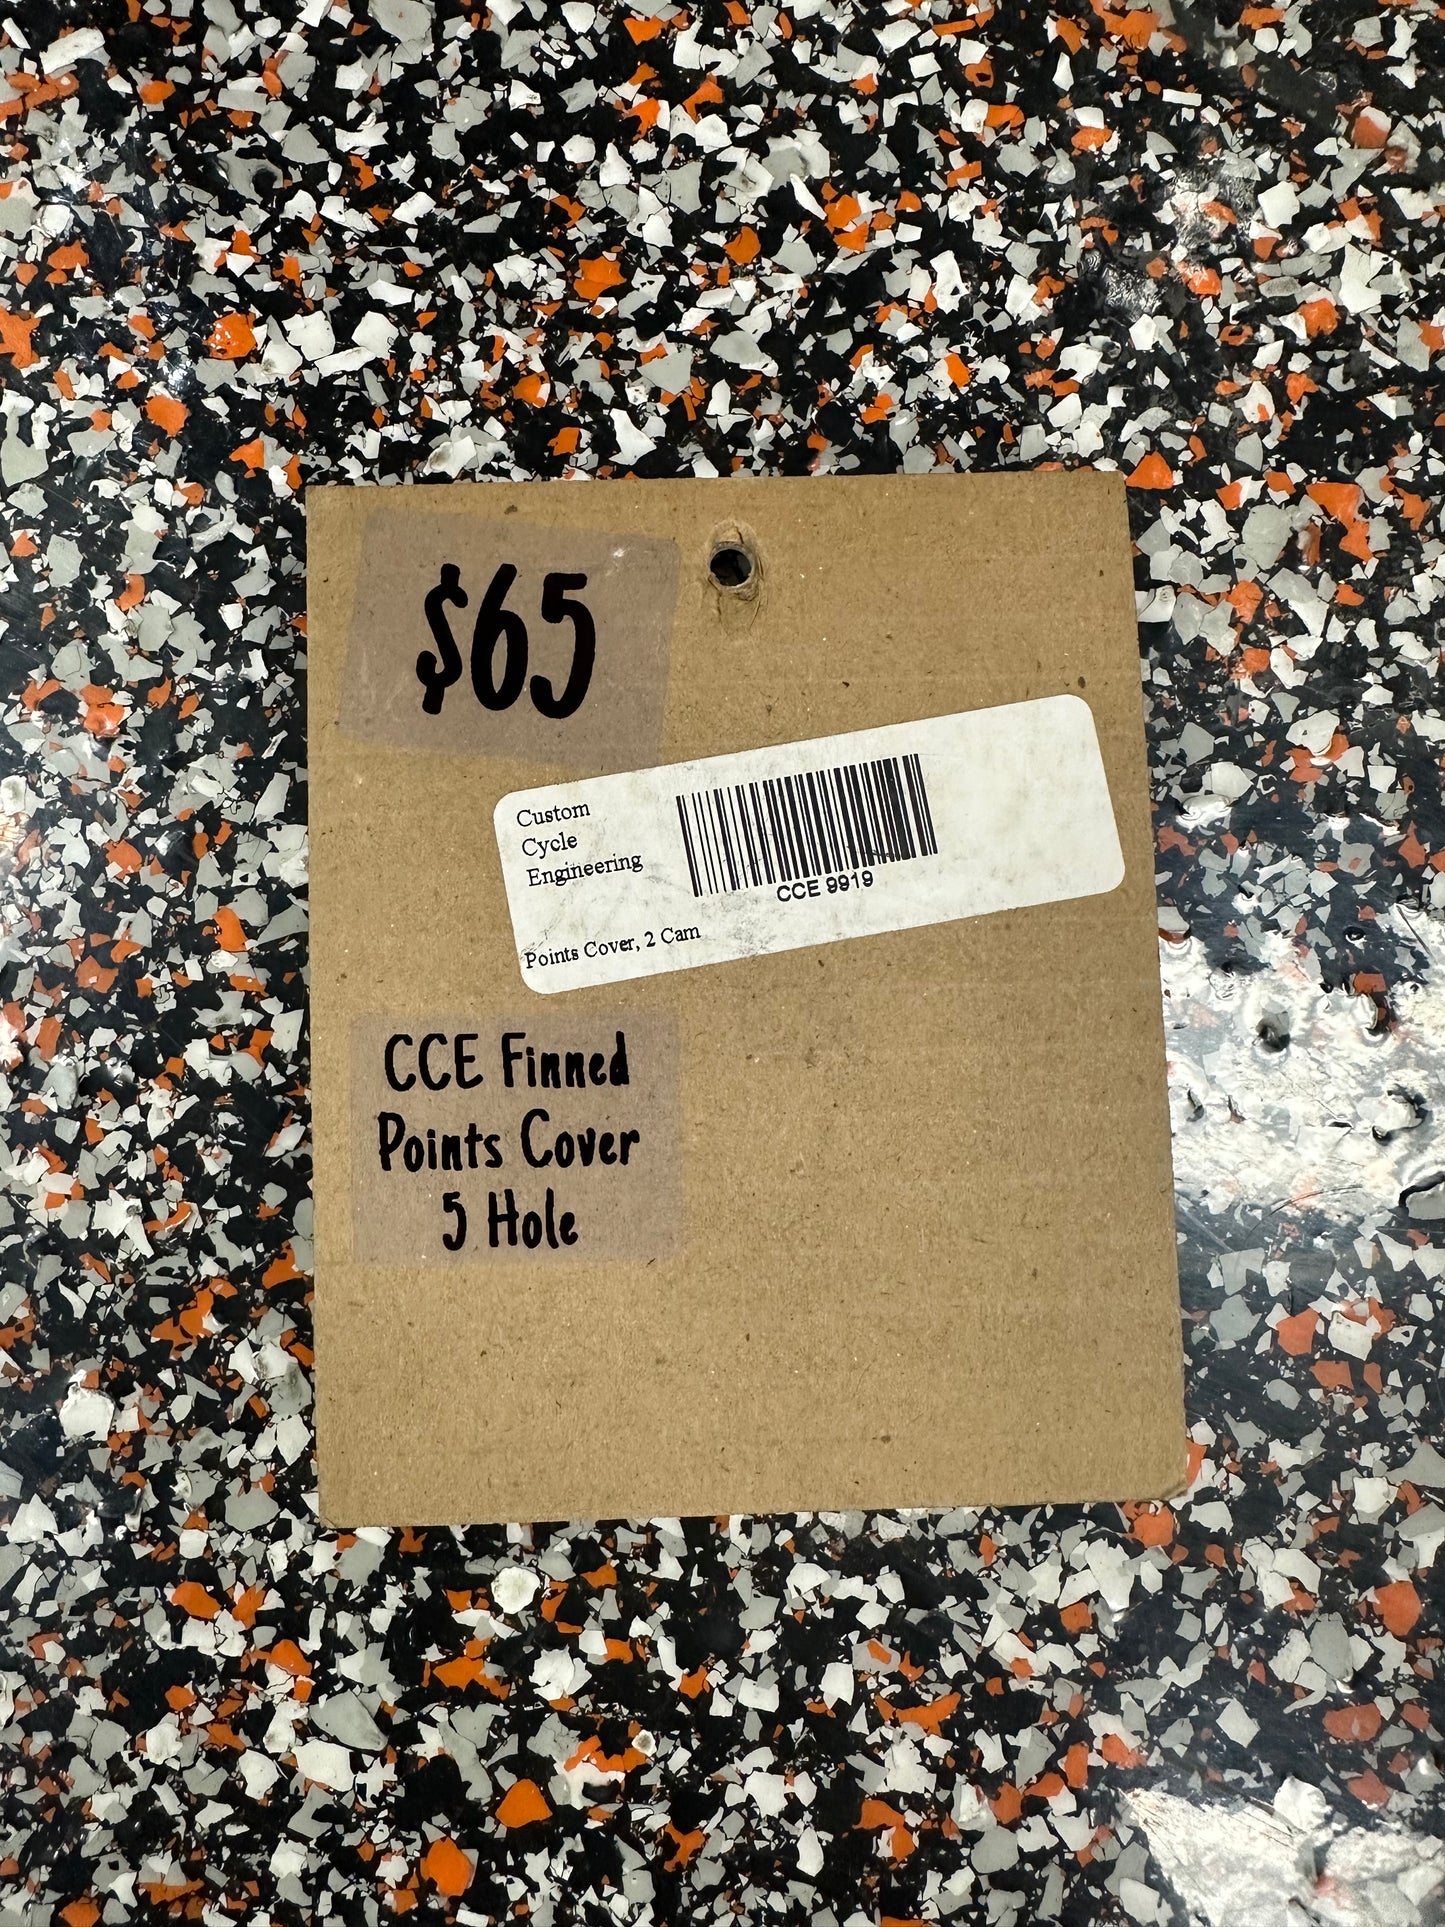 $65
Custom
Cycle
Engineering
CCE 9919
Points Cover, 2 Cam
CCE Finned
Points Cover
5 Hole